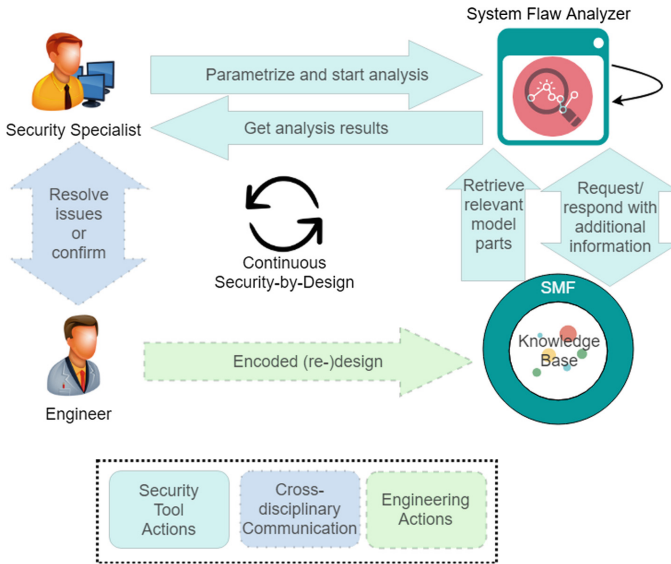 System Flaw Analyzer
Parametrize and start analysis
Get analysis results
Security Specialist
Resolve
issues
or
confirm
Retrieve
relevant
model
parts
Request/
respond with
additional
information
Continuous
Security-by-Design
SMF
Knowledge
Base
Encoded (re-)design
Engineer
Security
Tool
Actions
Cross-
disciplinary
Communication
Engineering
Actions